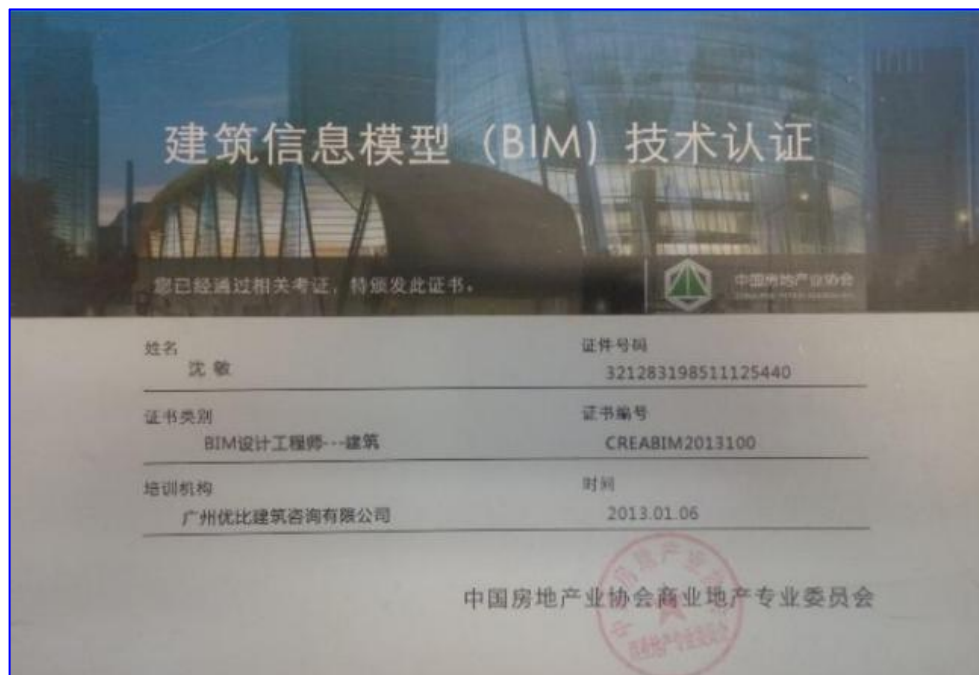 建筑信息模型（BIM）技术认证
您已经通过相关考证，特颁发此证书。
中国房地产业协会
姓名
证件号码
沈敏
321283198511125440
证书类别
证书编号
BIM设计工程师---建筑
CREABIM2013100
培训机构
时间
广州优比建筑咨询有限公司
2013.01.06
中国房地产业协会商业地产专业委员会